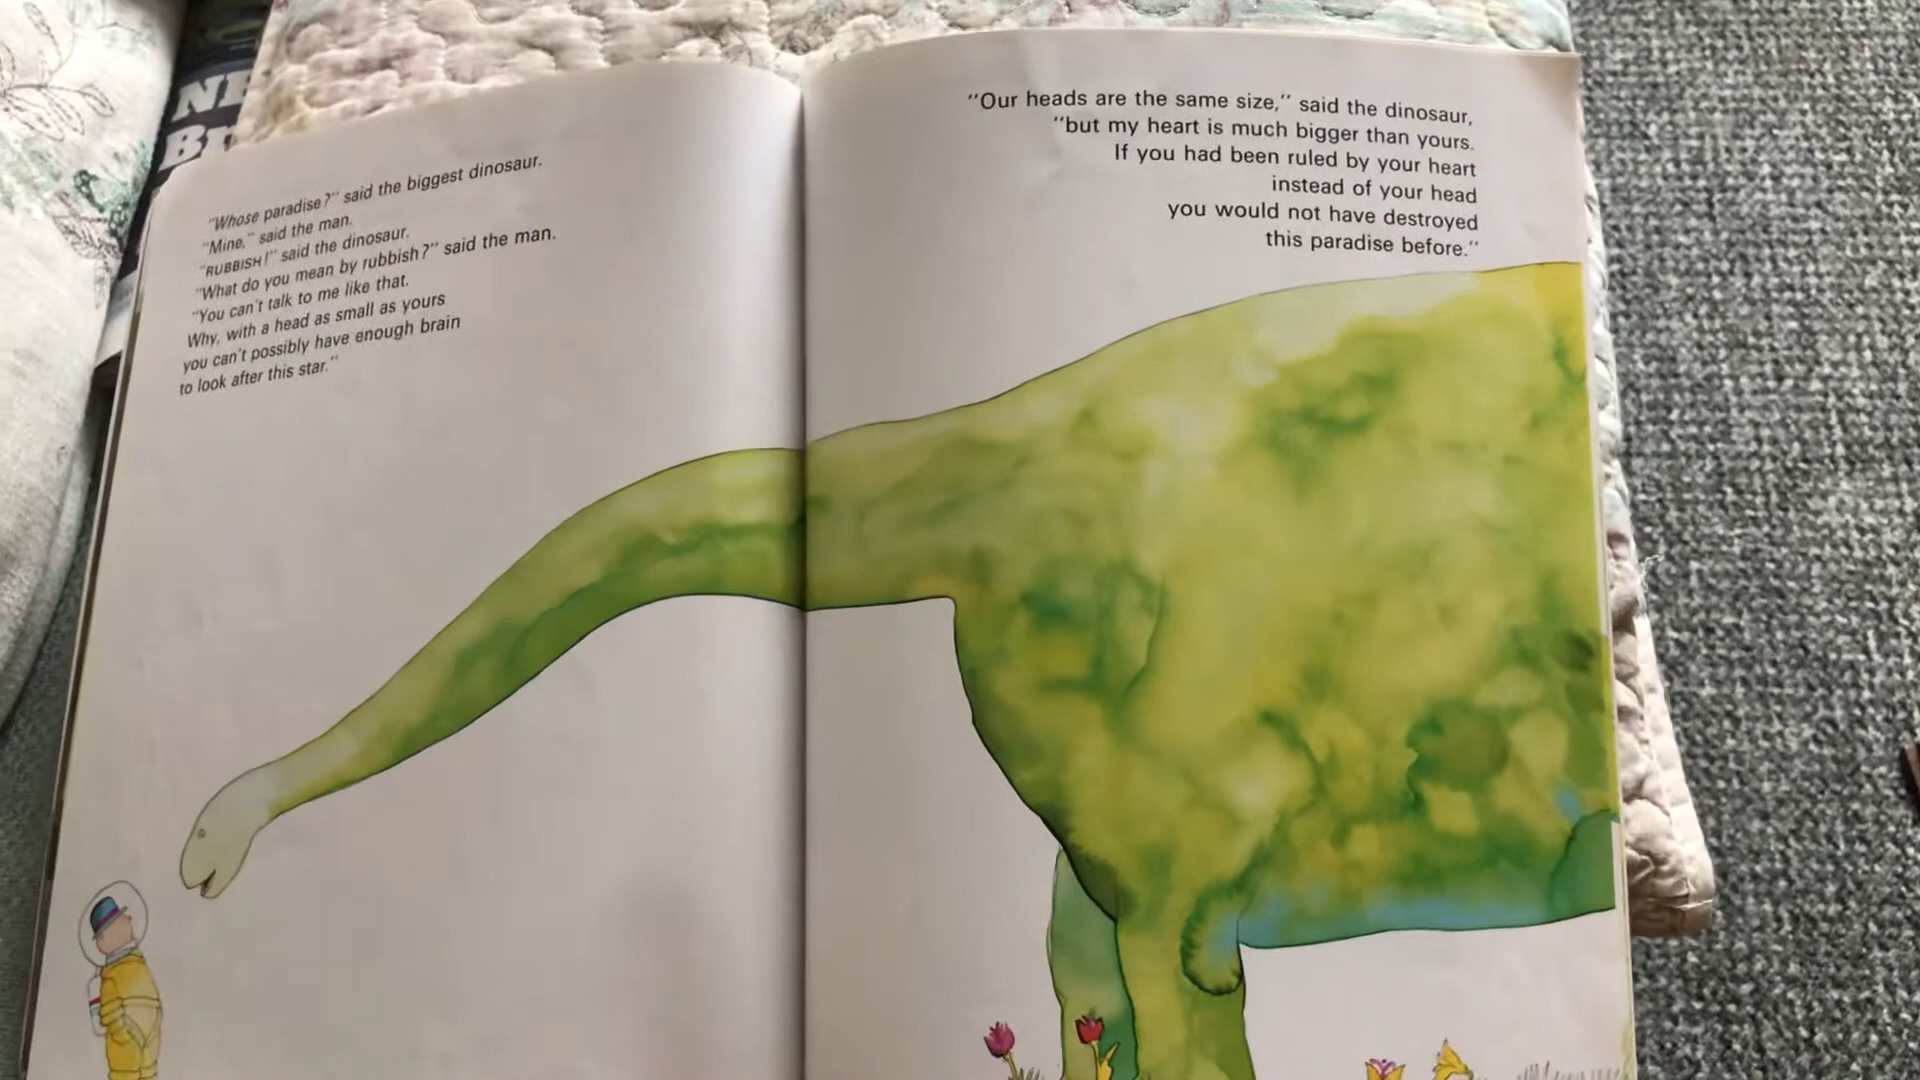 NE
BU
"Whose paradise?" said the biggest dinosaur.
"Mine," said the man.
"RUBBISH!" said the dinosaur.
"What do you mean by rubbish?" said the man.
"You can't talk to me like that.
Why, with a head as small as yours
you can't possibly have enough brain
to look after this star."
"Our heads are the same size," said the dinosaur,
"but my heart is much bigger than yours.
If you had been ruled by your heart
instead of your head
you would not have destroyed
this paradise before."